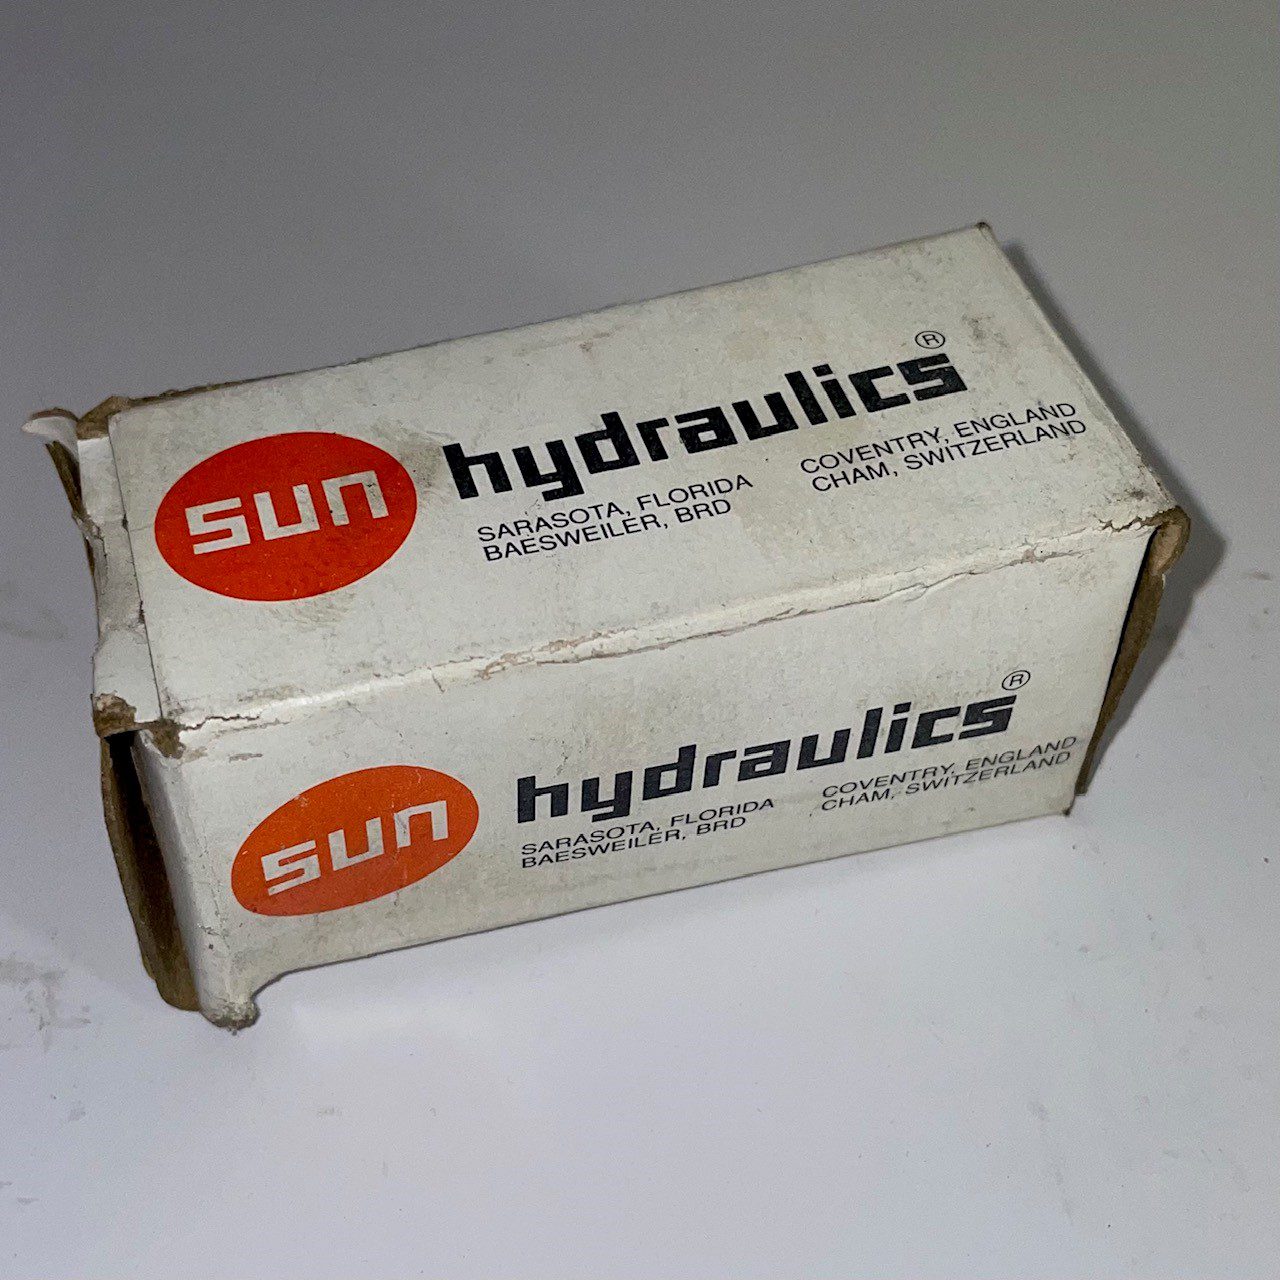 sun hydraulics®
SARASOTA, FLORIDA COVENTRY, ENGLAND
BAESWEILER, BRD CHAM, SWITZERLAND
sun hydraulics®
SARASOTA, FLORIDA COVENTRY, ENGLAND
BAESWEILER, BRD CHAM, SWITZERLAND